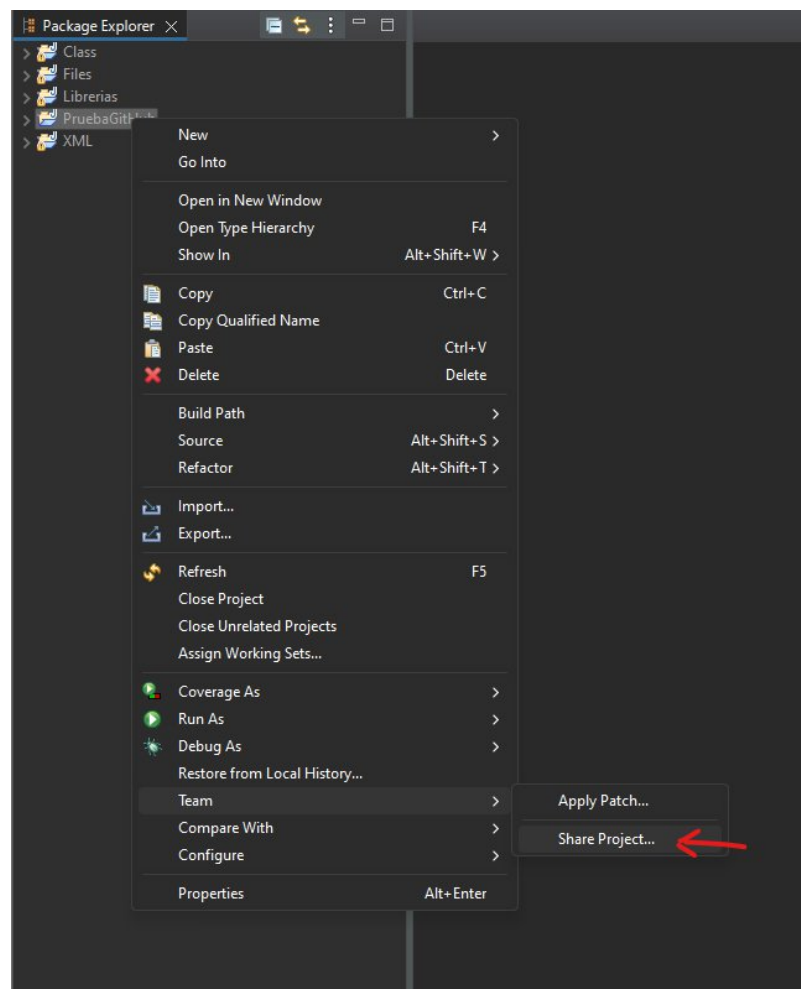 Package Explorer
Class
Files
Librerias
PruebaGitHub
XML
New
Go Into
Open in New Window
Open Type Hierarchy F4
Show In Alt+Shift+W
Copy Ctrl+C
Copy Qualified Name
Paste Ctrl+V
Delete Delete
Build Path
Source Alt+Shift+S
Refactor Alt+Shift+T
Import...
Export...
Refresh F5
Close Project
Close Unrelated Projects
Assign Working Sets...
Coverage As
Run As
Debug As
Restore from Local History...
Team
Compare With
Configure
Properties Alt+Enter
Apply Patch...
Share Project...